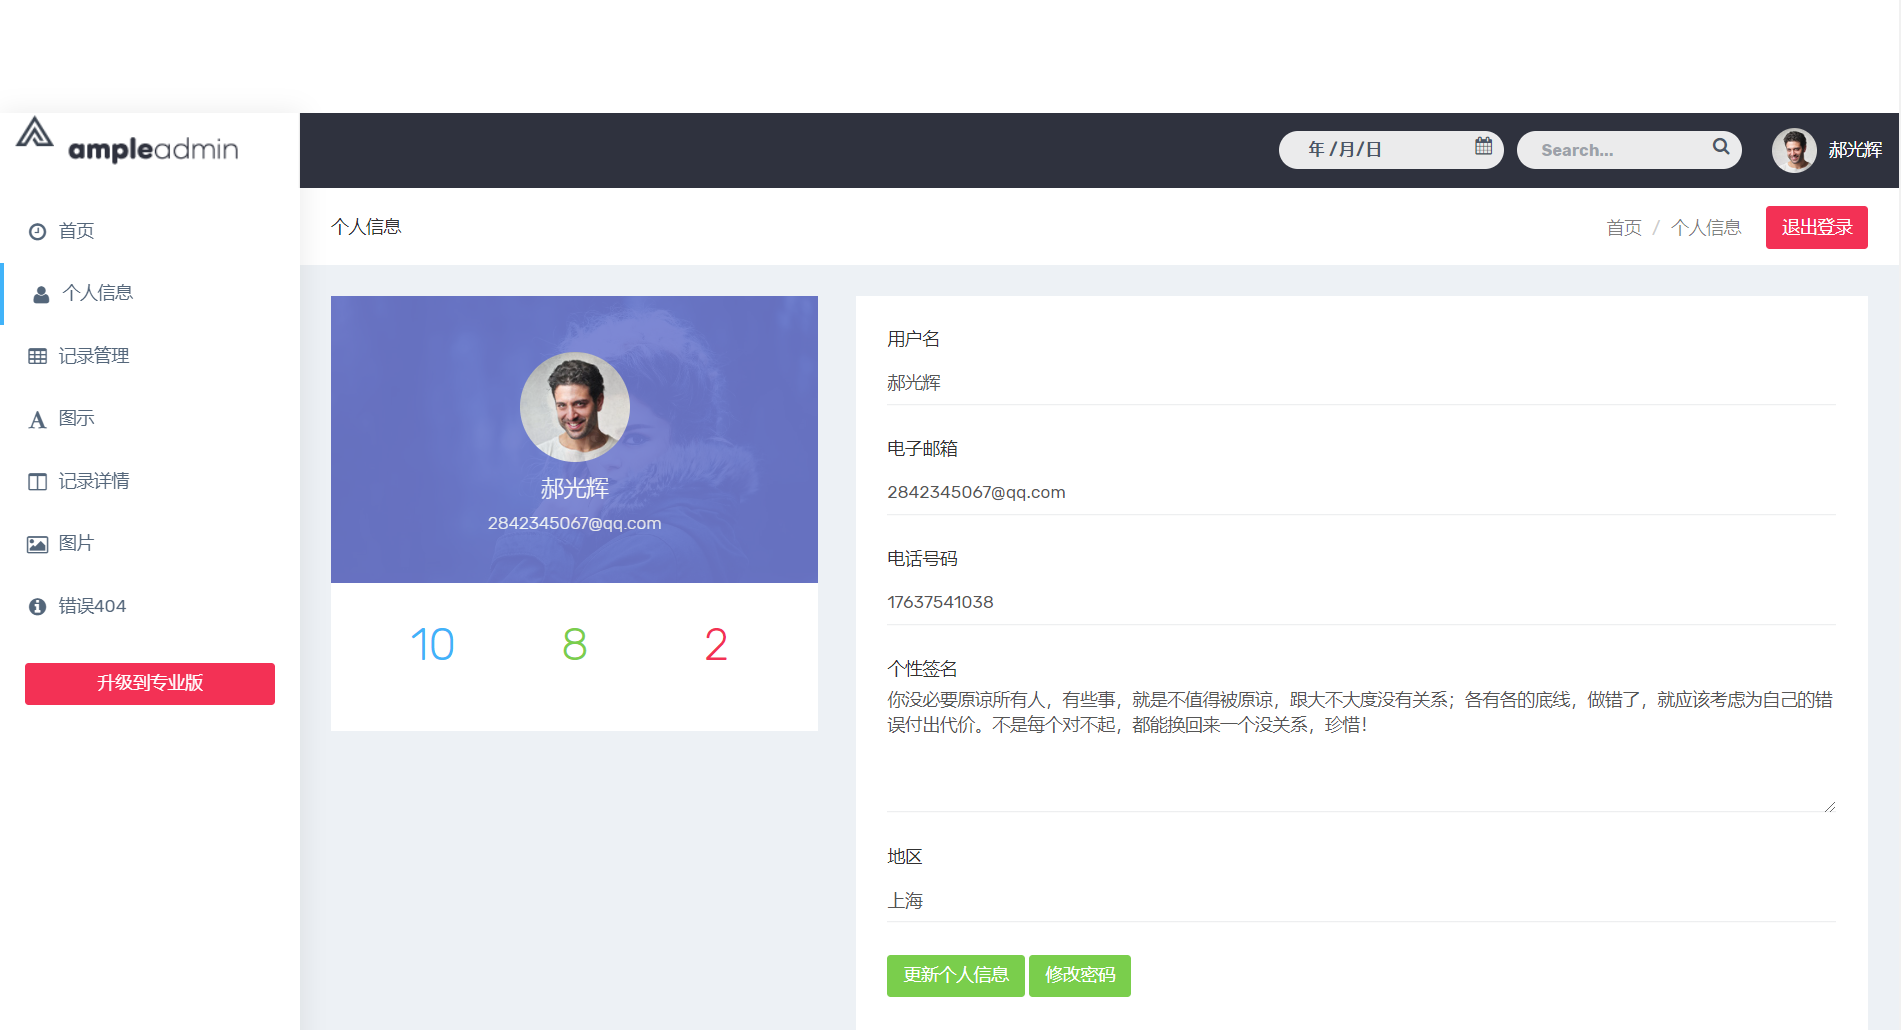 ampleadmin
年 /月/日
Search...
郝光辉
首页
个人信息
记录管理
图示
记录详情
图片
错误404
升级到专业版
个人信息
首页 / 个人信息
退出登录
郝光辉
2842345067@qq.com
10 8 2
用户名
郝光辉
电子邮箱
2842345067@qq.com
电话号码
17637541038
个性签名
你没必要原谅所有人，有些事，就是不值得被原谅，跟大不大度没有关系；各有各的底线，做错了，就应该考虑为自己的错
误付出代价。不是每个对不起，都能换回来一个没关系，珍惜！
地区
上海
更新个人信息 修改密码